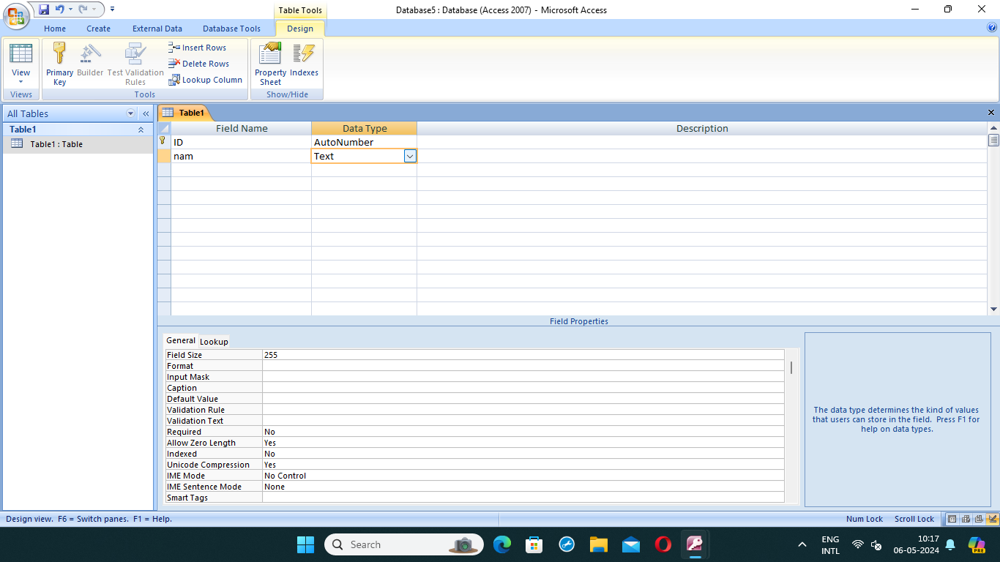 Table Tools
Database5 : Database (Access 2007) - Microsoft Access
Home
Create
External Data
Database Tools
Design
View
Primary Key
Builder
Test Validation Rules
Insert Rows
Delete Rows
Lookup Column
Property Sheet
Indexes
Views
Tools
Show/Hide
All Tables
Table1
Table1 : Table
Table1
Field Name Data Type Description
ID AutoNumber
nam Text
Field Properties
General Lookup
Field Size 255
Format
Input Mask
Caption
Default Value
Validation Rule
Validation Text
Required No
Allow Zero Length Yes
Indexed No
Unicode Compression Yes
IME Mode No Control
IME Sentence Mode None
Smart Tags
The data type determines the kind of values
that users can store in the field. Press F1 for
help on data types.
Design view. F6 = Switch panes. F1 = Help.
Num Lock
Scroll Lock
Search
ENG
INTL
10:17
06-05-2024
PRE